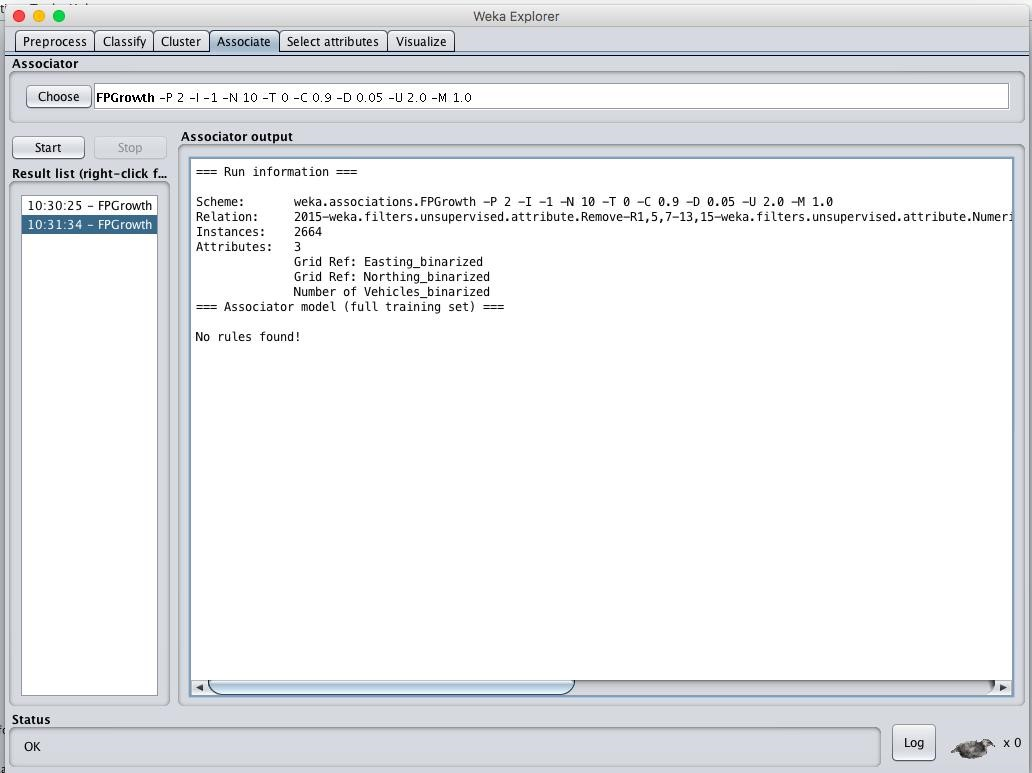 Weka Explorer
Preprocess Classify Cluster Associate Select attributes Visualize
Associator
Choose FPGrowth -P 2 -I -1 -N 10 -T 0 -C 0.9 -D 0.05 -U 2.0 -M 1.0
Start Stop
Result list (right-click f...
10:30:25 - FPGrowth
10:31:34 - FPGrowth
Associator output
=== Run information ===
Scheme: weka.associations.FPGrowth -P 2 -I -1 -N 10 -T 0 -C 0.9 -D 0.05 -U 2.0 -M 1.0
Relation: 2015-weka.filters.unsupervised.attribute.Remove-R1,5,7-13,15-weka.filters.unsupervised.attribute.Numeri
Instances: 2664
Attributes: 3
Grid Ref: Easting_binarized
Grid Ref: Northing_binarized
Number of Vehicles_binarized
=== Associator model (full training set) ===
No rules found!
Status
OK
Log
x 0